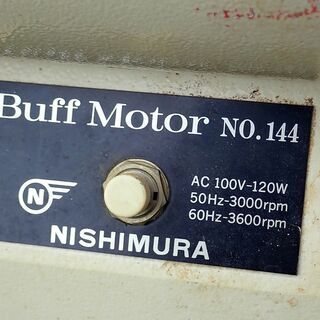 Buff Motor NO.144
AC 100V-120W
50Hz-3000rpm
60Hz-3600rpm
N
NISHIMURA